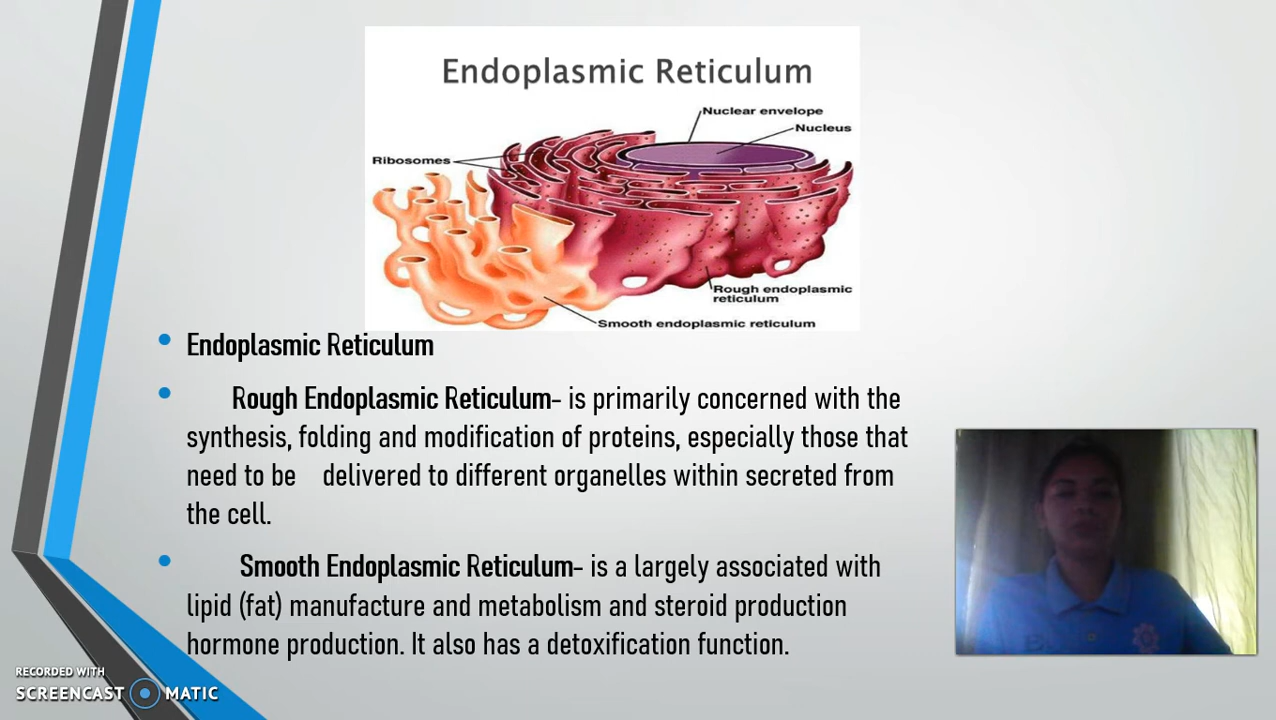 Endoplasmic Reticulum
Nuclear envelope
Nucleus
Ribosomes
Rough endoplasmic
reticulum
Smooth endoplasmic reticulum
Endoplasmic Reticulum
Rough Endoplasmic Reticulum- is primarily concerned with the
synthesis, folding and modification of proteins, especially those that
need to be delivered to different organelles within secreted from
the cell.
Smooth Endoplasmic Reticulum- is a largely associated with
lipid (fat) manufacture and metabolism and steroid production
hormone production. It also has a detoxification function.
RECORDED WITH
SCREENCAST MATIC